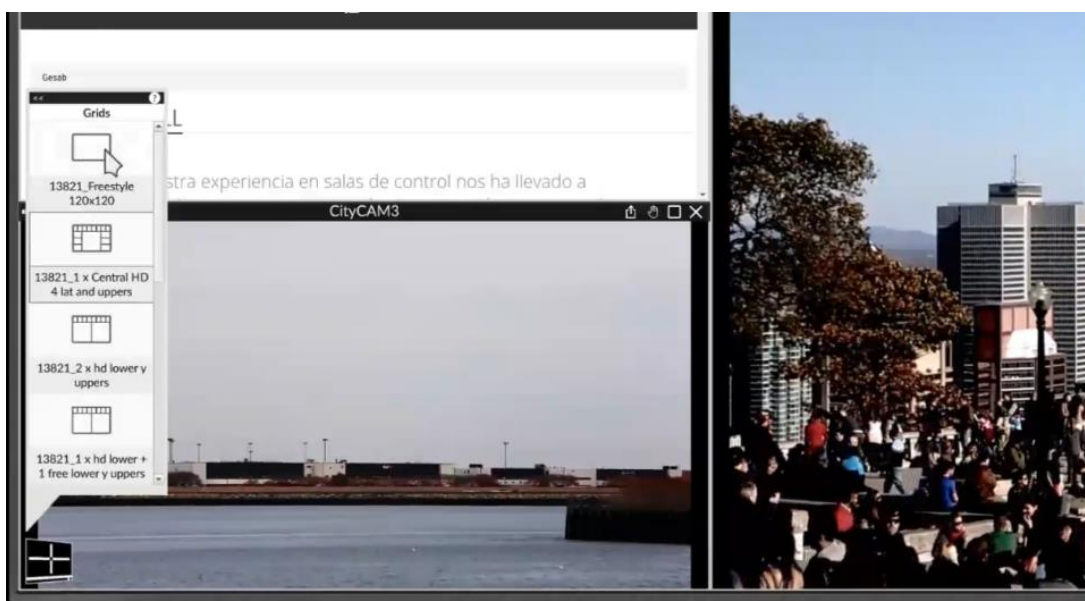 Gesab
<<
?
Grids
13821_Freestyle
120x120
13821_1 x Central HD
4 lat and uppers
13821_2 x hd lower y
uppers
13821_1 x hd lower +
1 free lower y uppers
stra experiencia en salas de control nos ha llevado a
CityCAM3